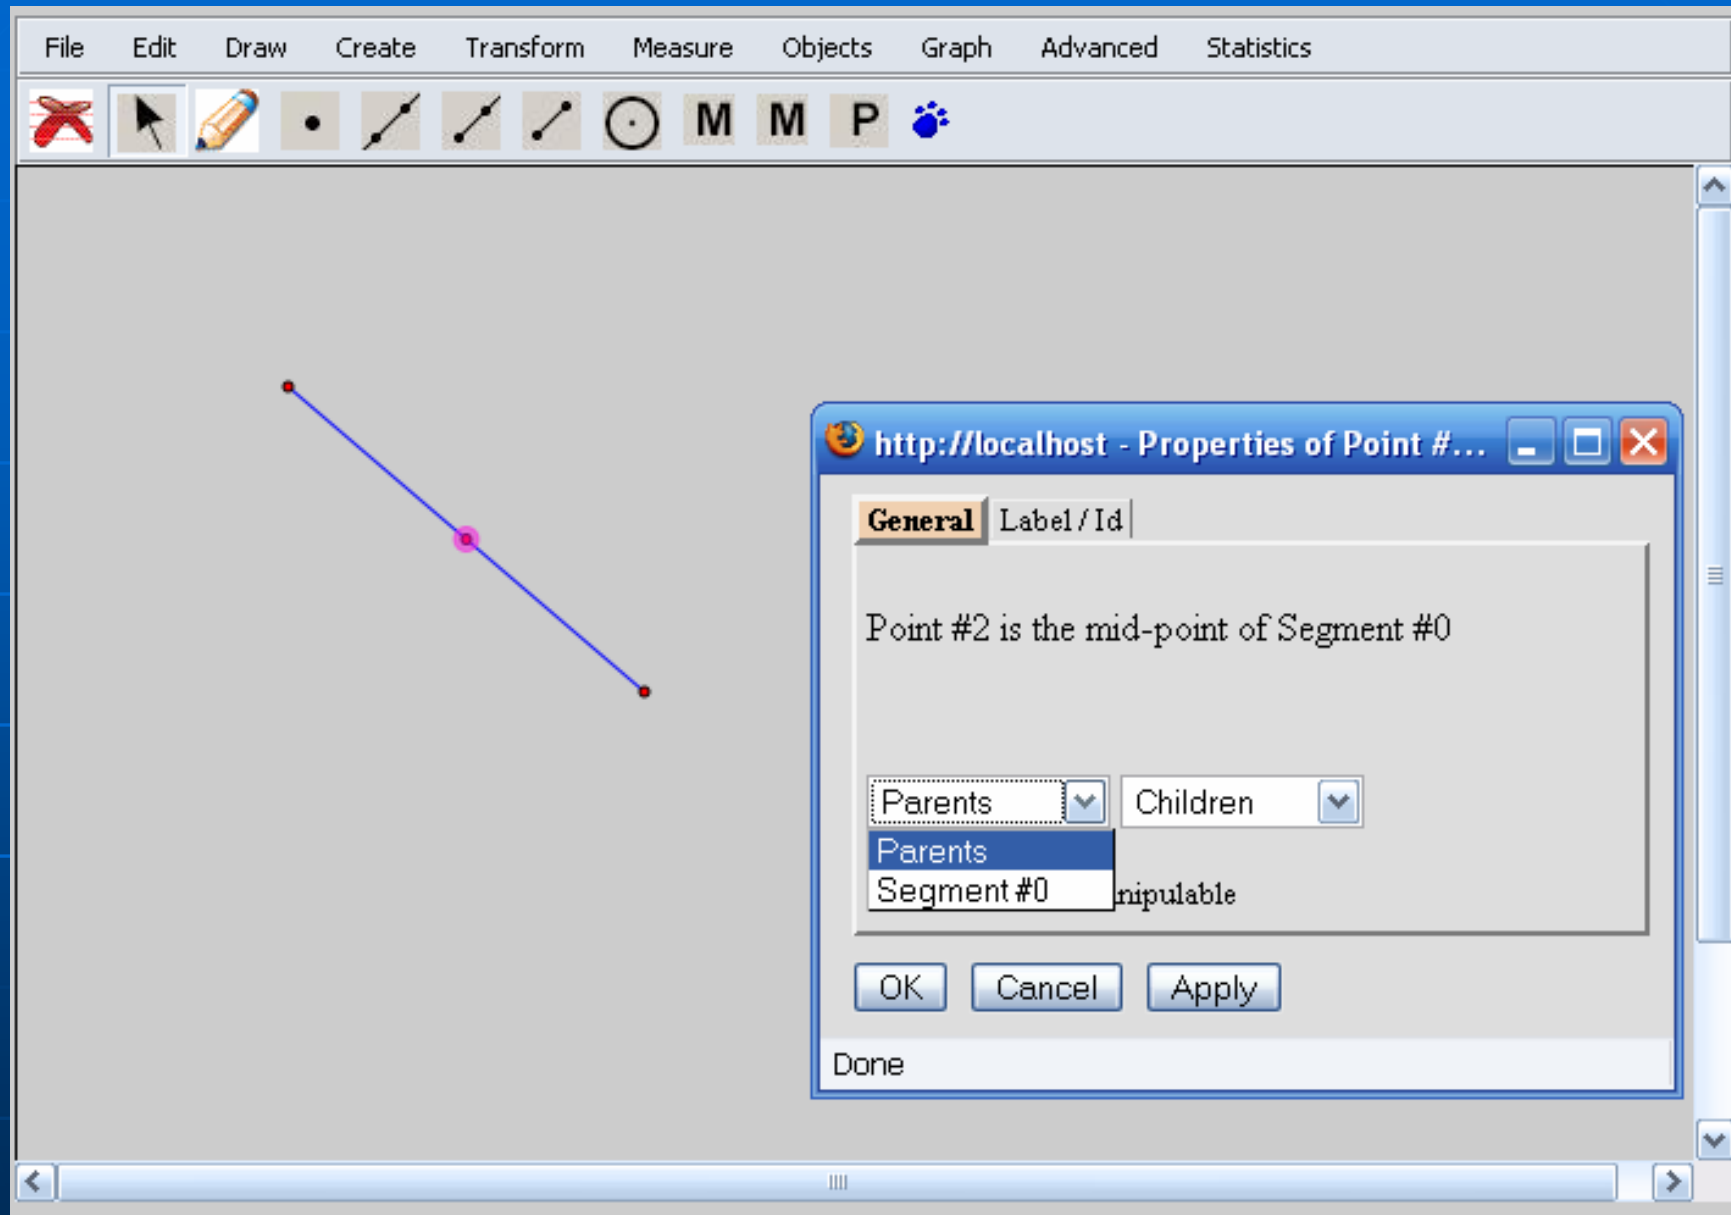 File Edit Draw Create Transform Measure Objects Graph Advanced Statistics
M M P
http://localhost - Properties of Point #...
General Label / Id
Point #2 is the mid-point of Segment #0
Parents Children
Parents
Segment #0
nipulable
OK Cancel Apply
Done